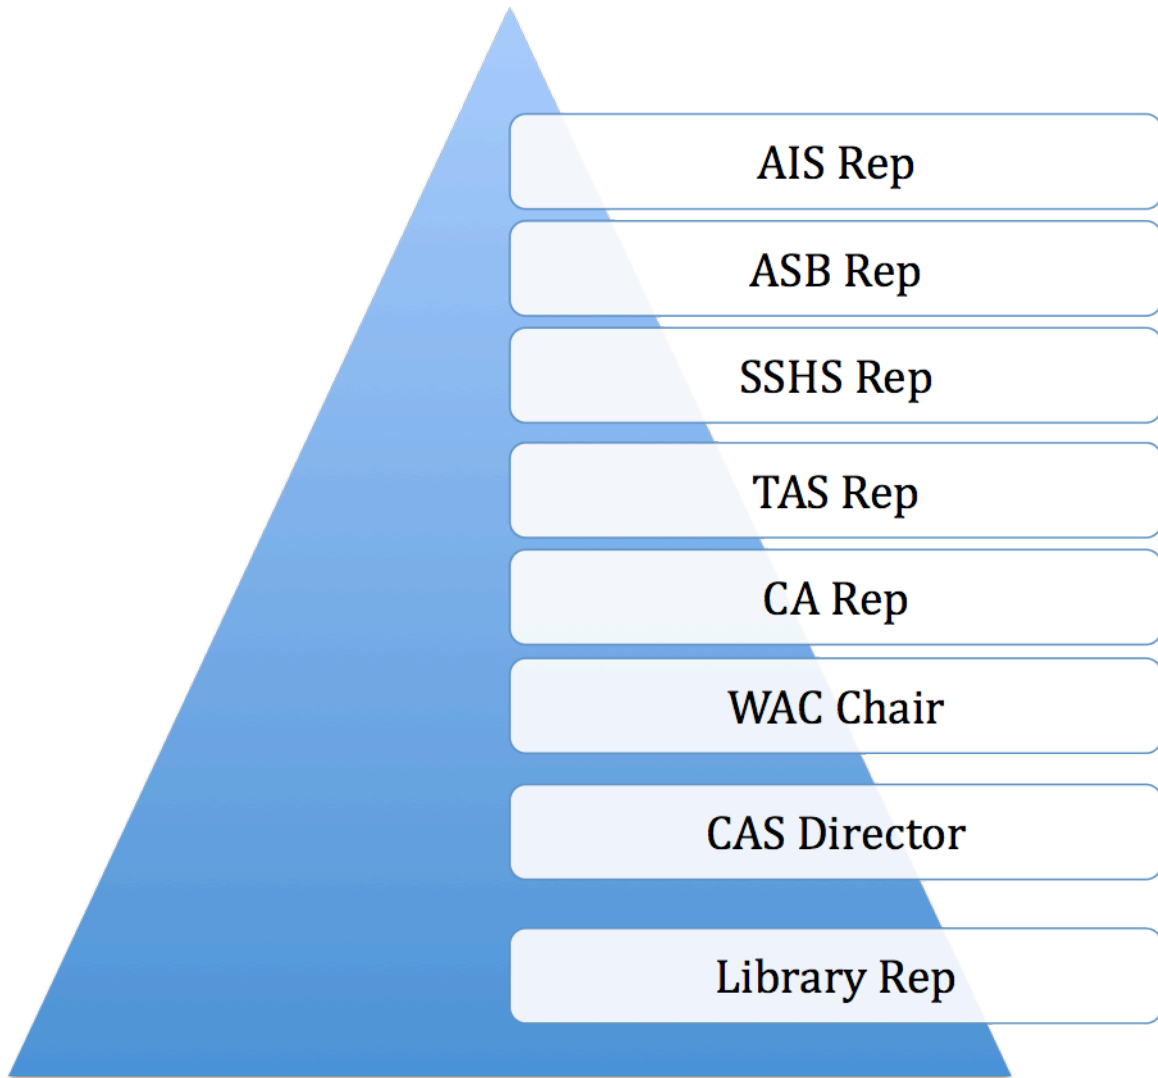 AIS Rep
ASB Rep
SSHS Rep
TAS Rep
CA Rep
WAC Chair
CAS Director
Library Rep